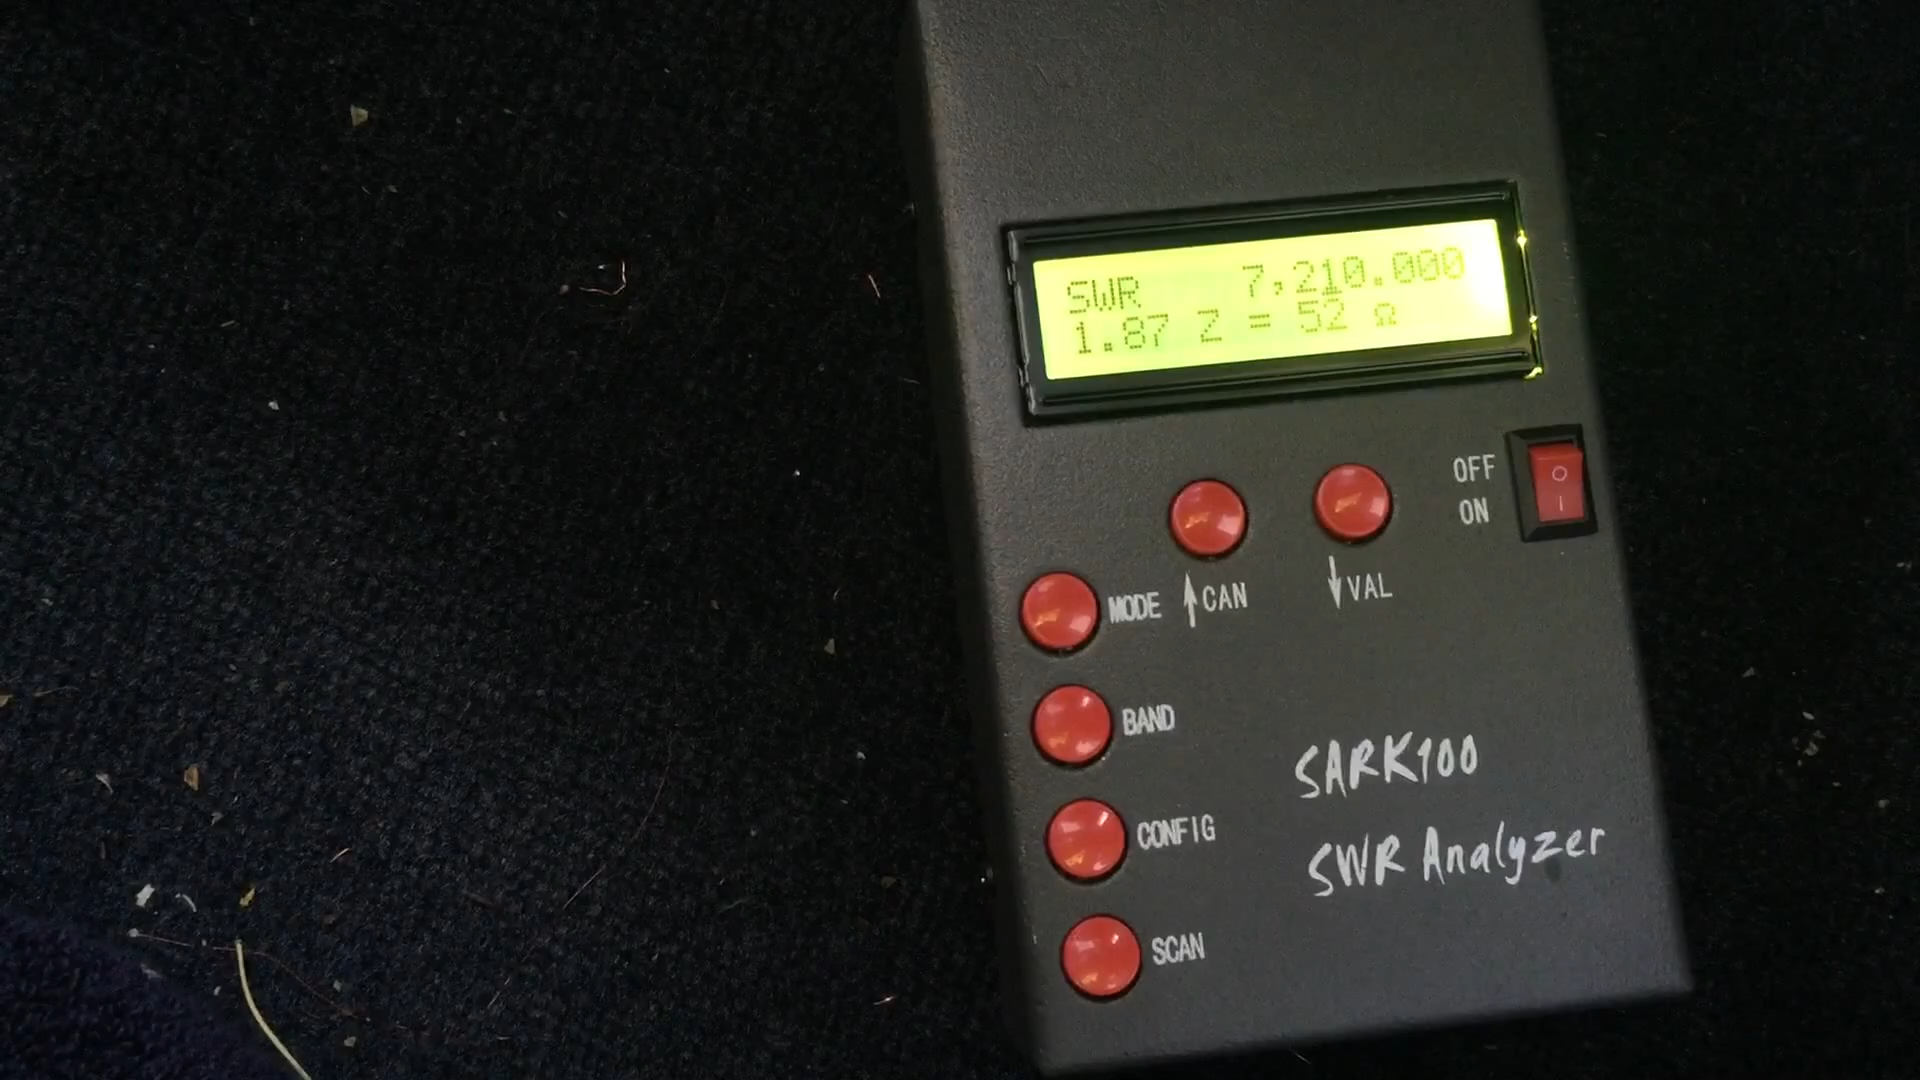 SWR 7,210.000
1.87 Z = 52 Ω
OFF
ON
MODE ↑CAN ↓VAL
BAND
CONFIG
SCAN
SARK100
SWR Analyzer